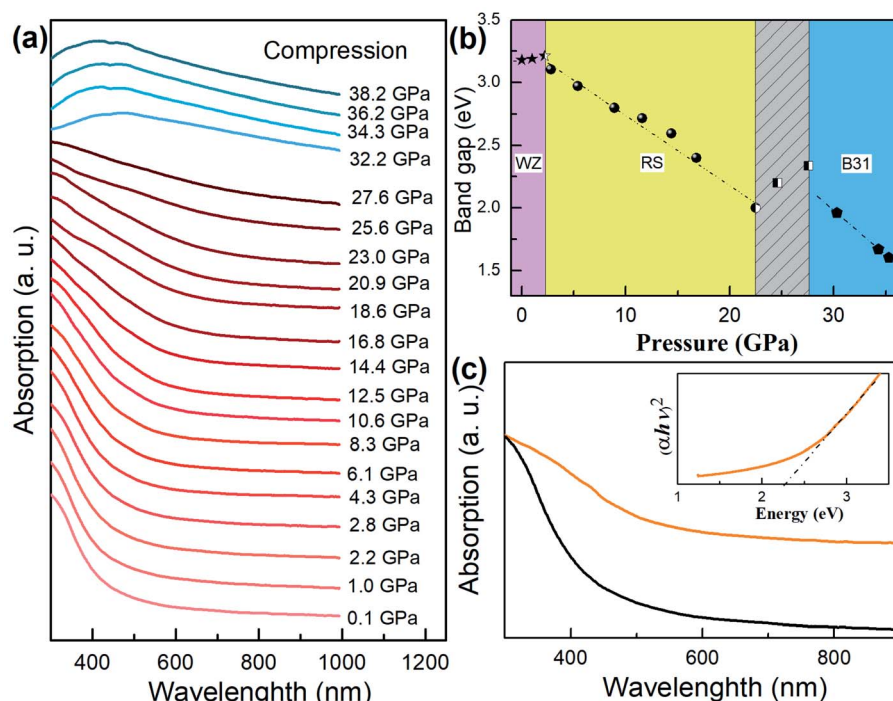 (a)
Compression
38.2 GPa
36.2 GPa
34.3 GPa
32.2 GPa
27.6 GPa
25.6 GPa
23.0 GPa
20.9 GPa
18.6 GPa
16.8 GPa
14.4 GPa
12.5 GPa
10.6 GPa
8.3 GPa
6.1 GPa
4.3 GPa
2.8 GPa
2.2 GPa
1.0 GPa
0.1 GPa
Absorption (a. u.)
400 600 800 1000 1200
Wavelenghth (nm)
(b)
3.5
3.0
2.5
2.0
1.5
Band gap (eV)
WZ RS B31
0 10 20 30
Pressure (GPa)
(c)
Absorption (a. u.)
(αhν)²
1 2 3
Energy (eV)
400 600 800
Wavelenghth (nm)